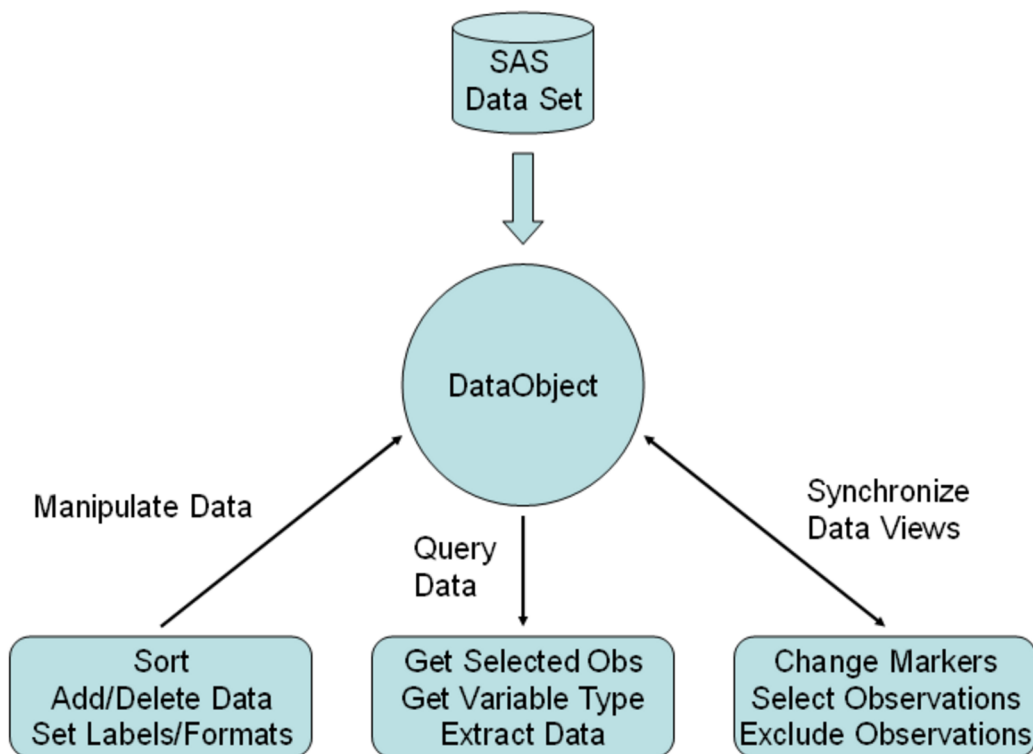 SAS
Data Set
DataObject
Manipulate Data
Query
Data
Synchronize
Data Views
Sort
Add/Delete Data
Set Labels/Formats
Get Selected Obs
Get Variable Type
Extract Data
Change Markers
Select Observations
Exclude Observations